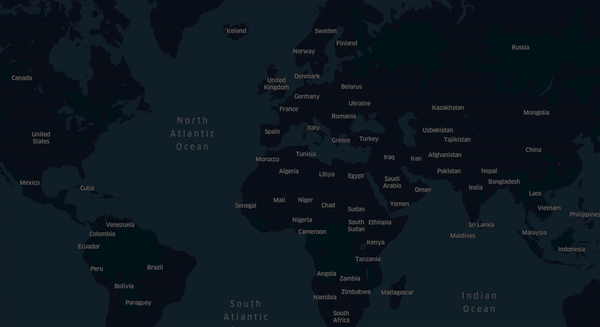 Iceland
Sweden
Finland
Norway
Russia
Canada
United
Kingdom
Denmark
Belarus
Germany
Ukraine
Kazakhstan
France
Romania
Mongolia
North
Atlantic
Ocean
United
States
Spain
Italy
Greece
Turkey
Uzbekistan
Tajikistan
China
Morocco
Tunisia
Iraq
Iran
Afghanistan
Algeria
Libya
Egypt
Pakistan
Nepal
Mexico
Cuba
Saudi
Arabia
Oman
India
Bangladesh
Laos
Senegal
Mali
Niger
Chad
Sudan
Yemen
Vietnam
Philippines
Venezuela
Nigeria
South
Sudan
Ethiopia
Sri Lanka
Colombia
Cameroon
Maldives
Malaysia
Ecuador
Kenya
Indonesia
Peru
Brazil
Tanzania
Angola
Zambia
Bolivia
Zimbabwe
Madagascar
Namibia
Paraguay
South
Atlantic
South
Africa
Indian
Ocean